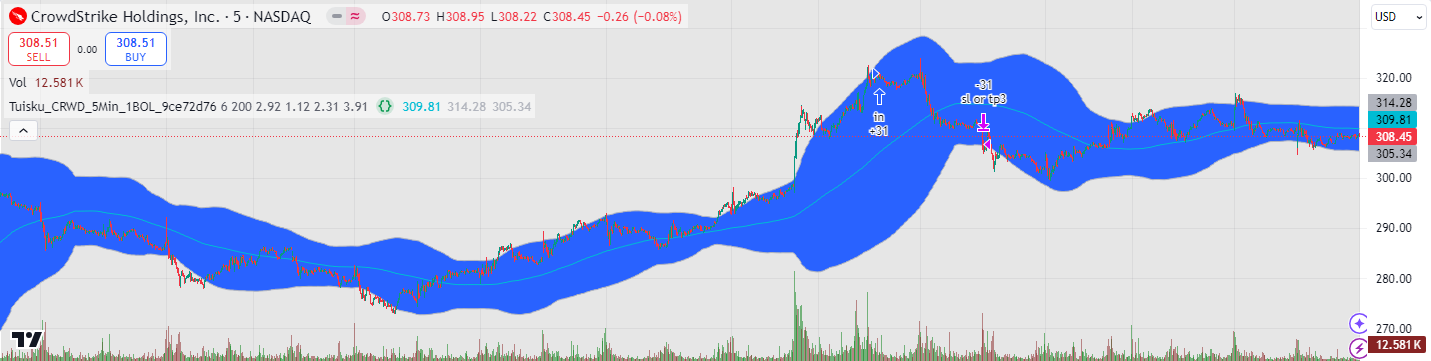 CrowdStrike Holdings, Inc. · 5 · NASDAQ O308.73 H308.95 L308.22 C308.45 −0.26 (−0.08%)
USD
308.51 SELL 0.00 308.51 BUY
Vol 12.581 K
Tuisku_CRWD_5Min_1BOL_9ce72d76 6 200 2.92 1.12 2.31 3.91 {} 309.81 314.28 305.34
in
+31
-31
sl or tp3
320.00
314.28
309.81
308.45
305.34
300.00
290.00
280.00
270.00
12.581 K